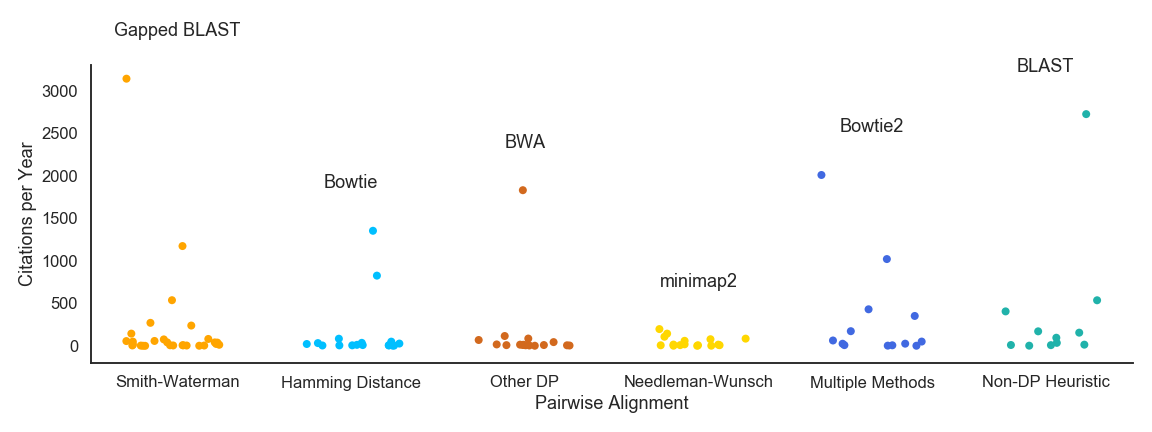 Gapped BLAST
BLAST
Bowtie2
BWA
Bowtie
minimap2
Citations per Year
3000
2500
2000
1500
1000
500
0
Smith-Waterman
Hamming Distance
Other DP
Needleman-Wunsch
Multiple Methods
Non-DP Heuristic
Pairwise Alignment